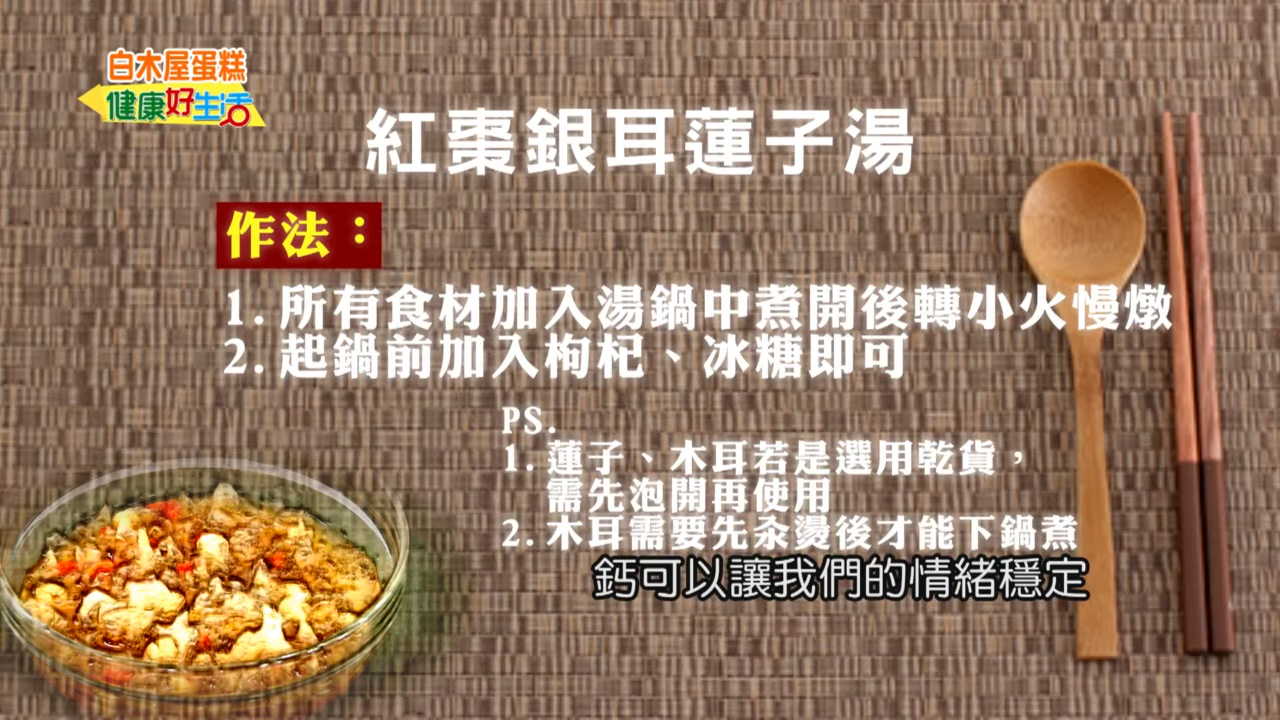 白木屋蛋糕
健康好生活
紅棗銀耳蓮子湯
作法：
1. 所有食材加入湯鍋中煮開後轉小火慢燉
2. 起鍋前加入枸杞、冰糖即可
PS.
1. 蓮子、木耳若是選用乾貨，
需先泡開再使用
2. 木耳需要先汆燙後才能下鍋煮
鈣可以讓我們的情緒穩定